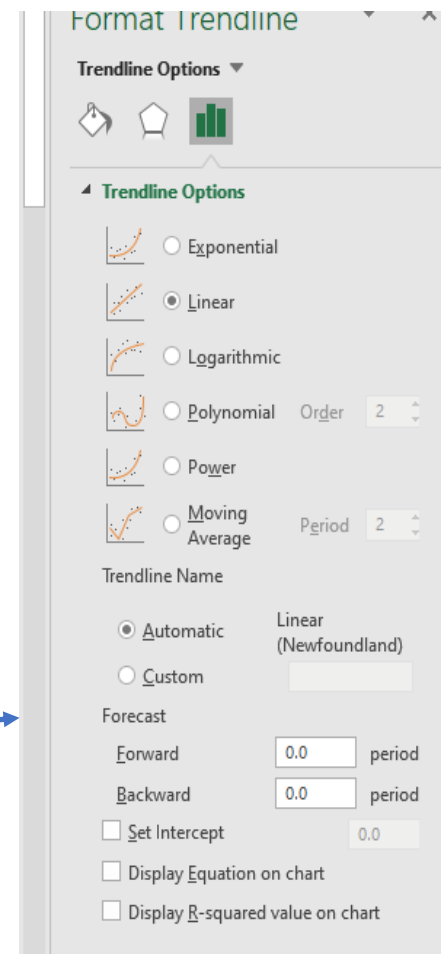 Format Trendline
Trendline Options
Trendline Options
Exponential
Linear
Logarithmic
Polynomial Order 2
Power
Moving
Average Period 2
Trendline Name
Automatic Linear
(Newfoundland)
Custom
Forecast
Forward 0.0 period
Backward 0.0 period
Set Intercept 0.0
Display Equation on chart
Display R-squared value on chart